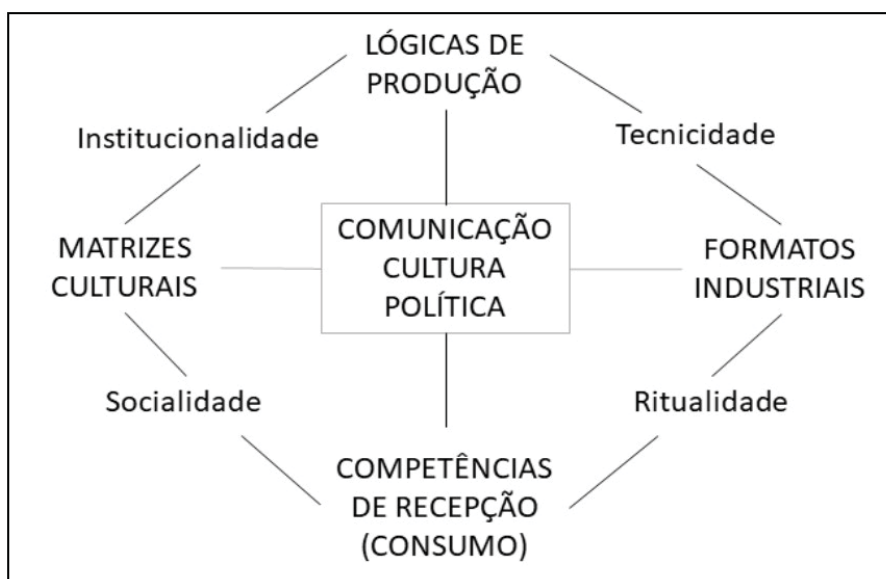 LÓGICAS DE
PRODUÇÃO
Institucionalidade
Tecnicidade
MATRIZES
CULTURAIS
COMUNICAÇÃO
CULTURA
POLÍTICA
FORMATOS
INDUSTRIAIS
Socialidade
Ritualidade
COMPETÊNCIAS
DE RECEPÇÃO
(CONSUMO)